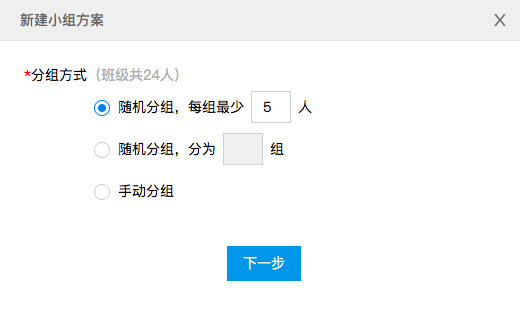 新建小组方案 X
*分组方式（班级共24人）
随机分组，每组最少 5 人
随机分组，分为 组
手动分组
下一步